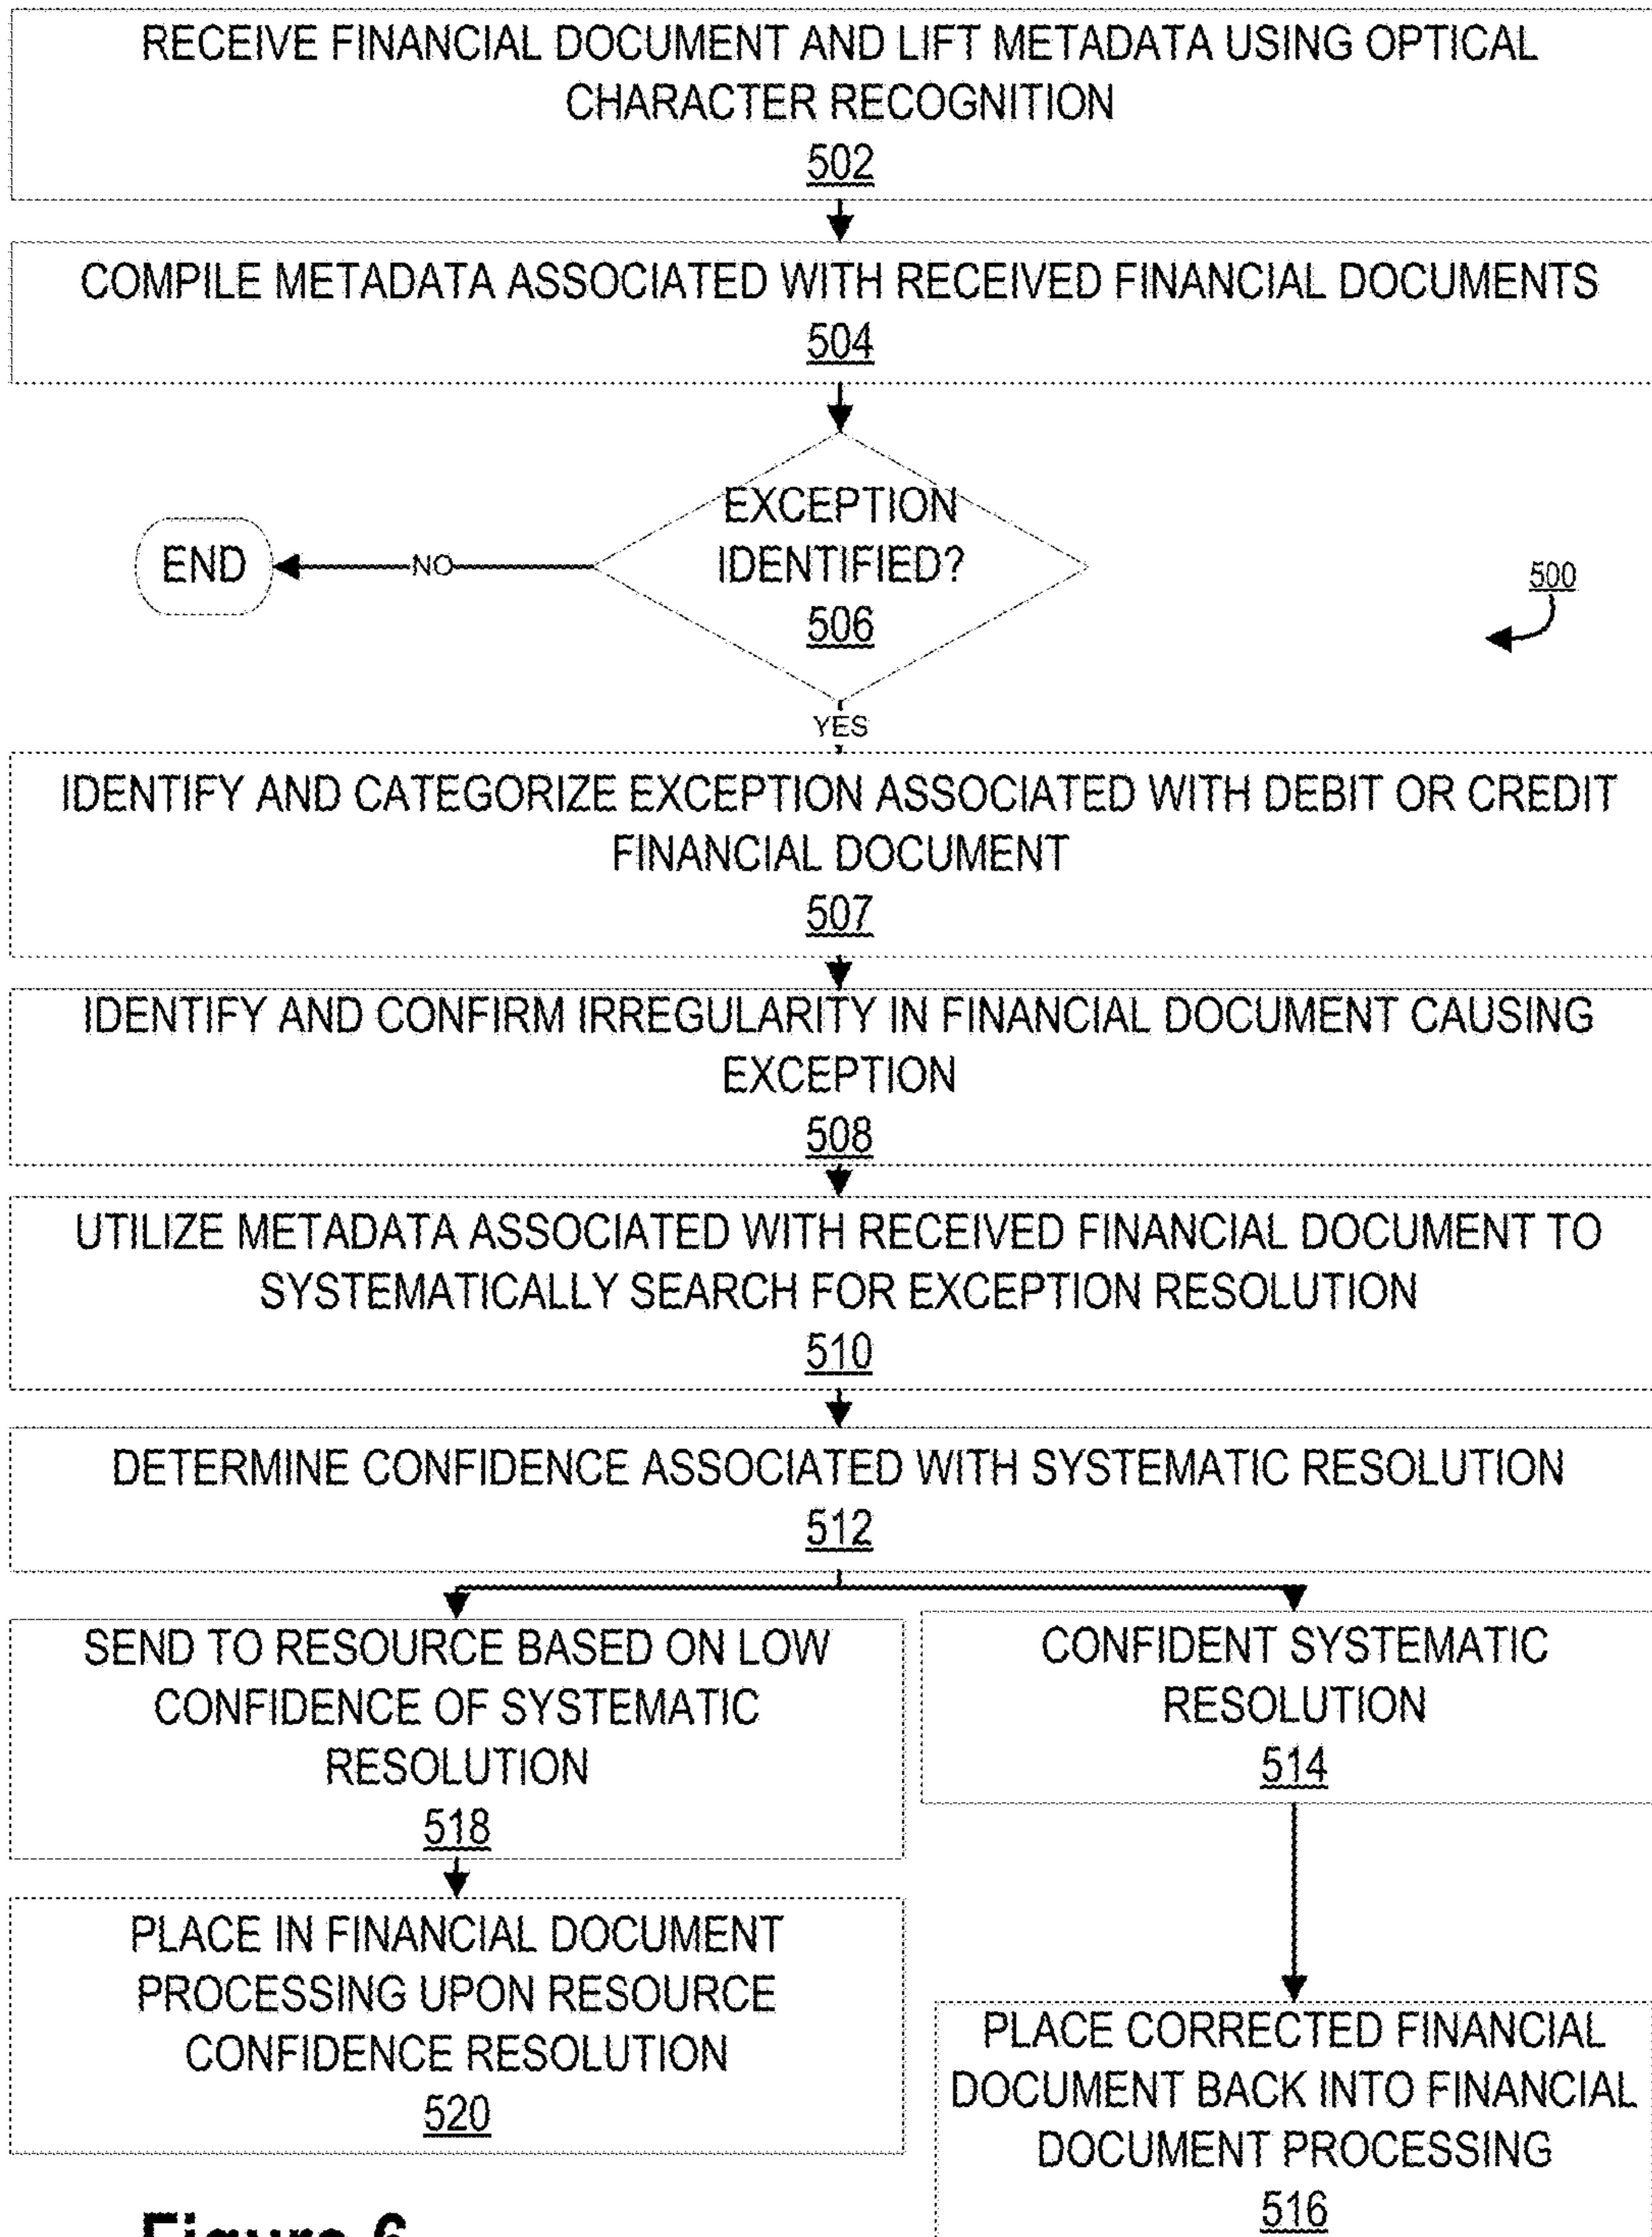 RECEIVE FINANCIAL DOCUMENT AND LIFT METADATA USING OPTICAL
CHARACTER RECOGNITION
502
COMPILE METADATA ASSOCIATED WITH RECEIVED FINANCIAL DOCUMENTS
504
EXCEPTION
IDENTIFIED?
506
END
NO
500
YES
IDENTIFY AND CATEGORIZE EXCEPTION ASSOCIATED WITH DEBIT OR CREDIT
FINANCIAL DOCUMENT
507
IDENTIFY AND CONFIRM IRREGULARITY IN FINANCIAL DOCUMENT CAUSING
EXCEPTION
508
UTILIZE METADATA ASSOCIATED WITH RECEIVED FINANCIAL DOCUMENT TO
SYSTEMATICALLY SEARCH FOR EXCEPTION RESOLUTION
510
DETERMINE CONFIDENCE ASSOCIATED WITH SYSTEMATIC RESOLUTION
512
SEND TO RESOURCE BASED ON LOW
CONFIDENCE OF SYSTEMATIC
RESOLUTION
518
CONFIDENT SYSTEMATIC
RESOLUTION
514
PLACE IN FINANCIAL DOCUMENT
PROCESSING UPON RESOURCE
CONFIDENCE RESOLUTION
520
PLACE CORRECTED FINANCIAL
DOCUMENT BACK INTO FINANCIAL
DOCUMENT PROCESSING
516
Figure 6